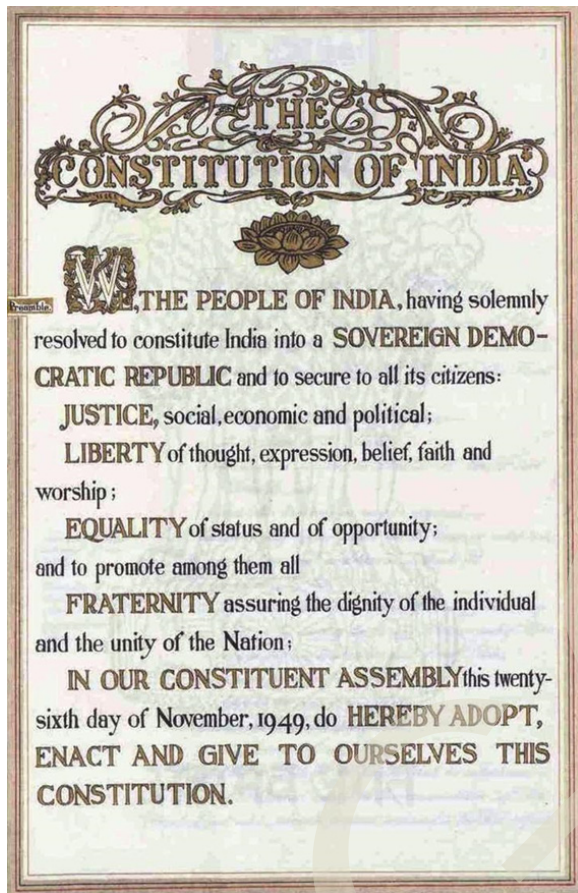 THE
CONSTITUTION OF INDIA
Preamble.
WE, THE PEOPLE OF INDIA, having solemnly
resolved to constitute India into a SOVEREIGN DEMO-
CRATIC REPUBLIC and to secure to all its citizens:
JUSTICE, social, economic and political;
LIBERTY of thought, expression, belief, faith and
worship;
EQUALITY of status and of opportunity;
and to promote among them all
FRATERNITY assuring the dignity of the individual
and the unity of the Nation;
IN OUR CONSTITUENT ASSEMBLY this twenty-
sixth day of November, 1949, do HEREBY ADOPT,
ENACT AND GIVE TO OURSELVES THIS
CONSTITUTION.